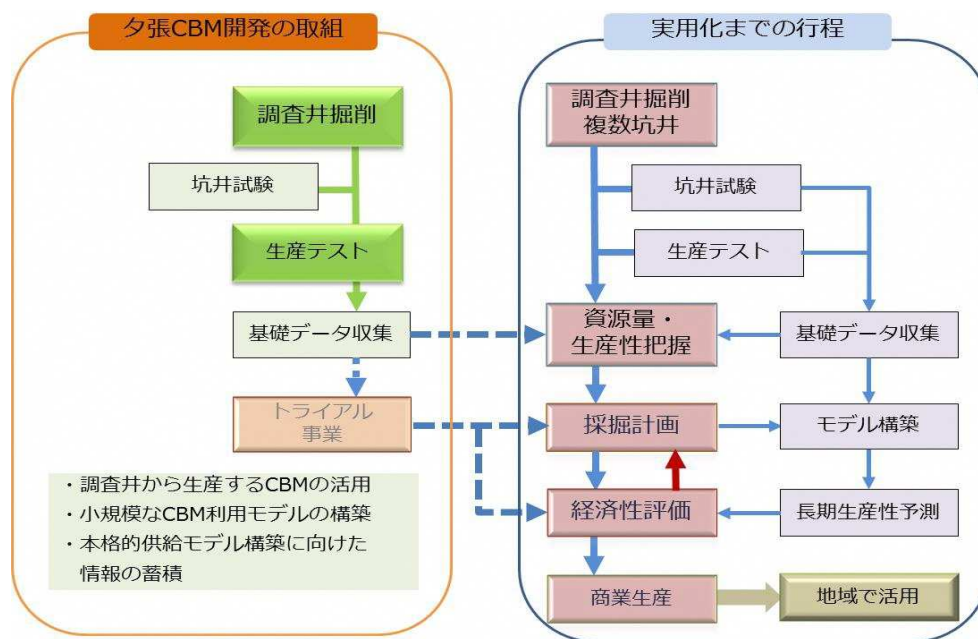 夕張CBM開発の取組
調査井掘削
坑井試験
生産テスト
基礎データ収集
トライアル
事業
・調査井から生産するCBMの活用
・小規模なCBM利用モデルの構築
・本格的供給モデル構築に向けた
情報の蓄積
実用化までの行程
調査井掘削
複数坑井
坑井試験
生産テスト
資源量・
生産性把握
基礎データ収集
採掘計画
モデル構築
経済性評価
長期生産性予測
商業生産
地域で活用